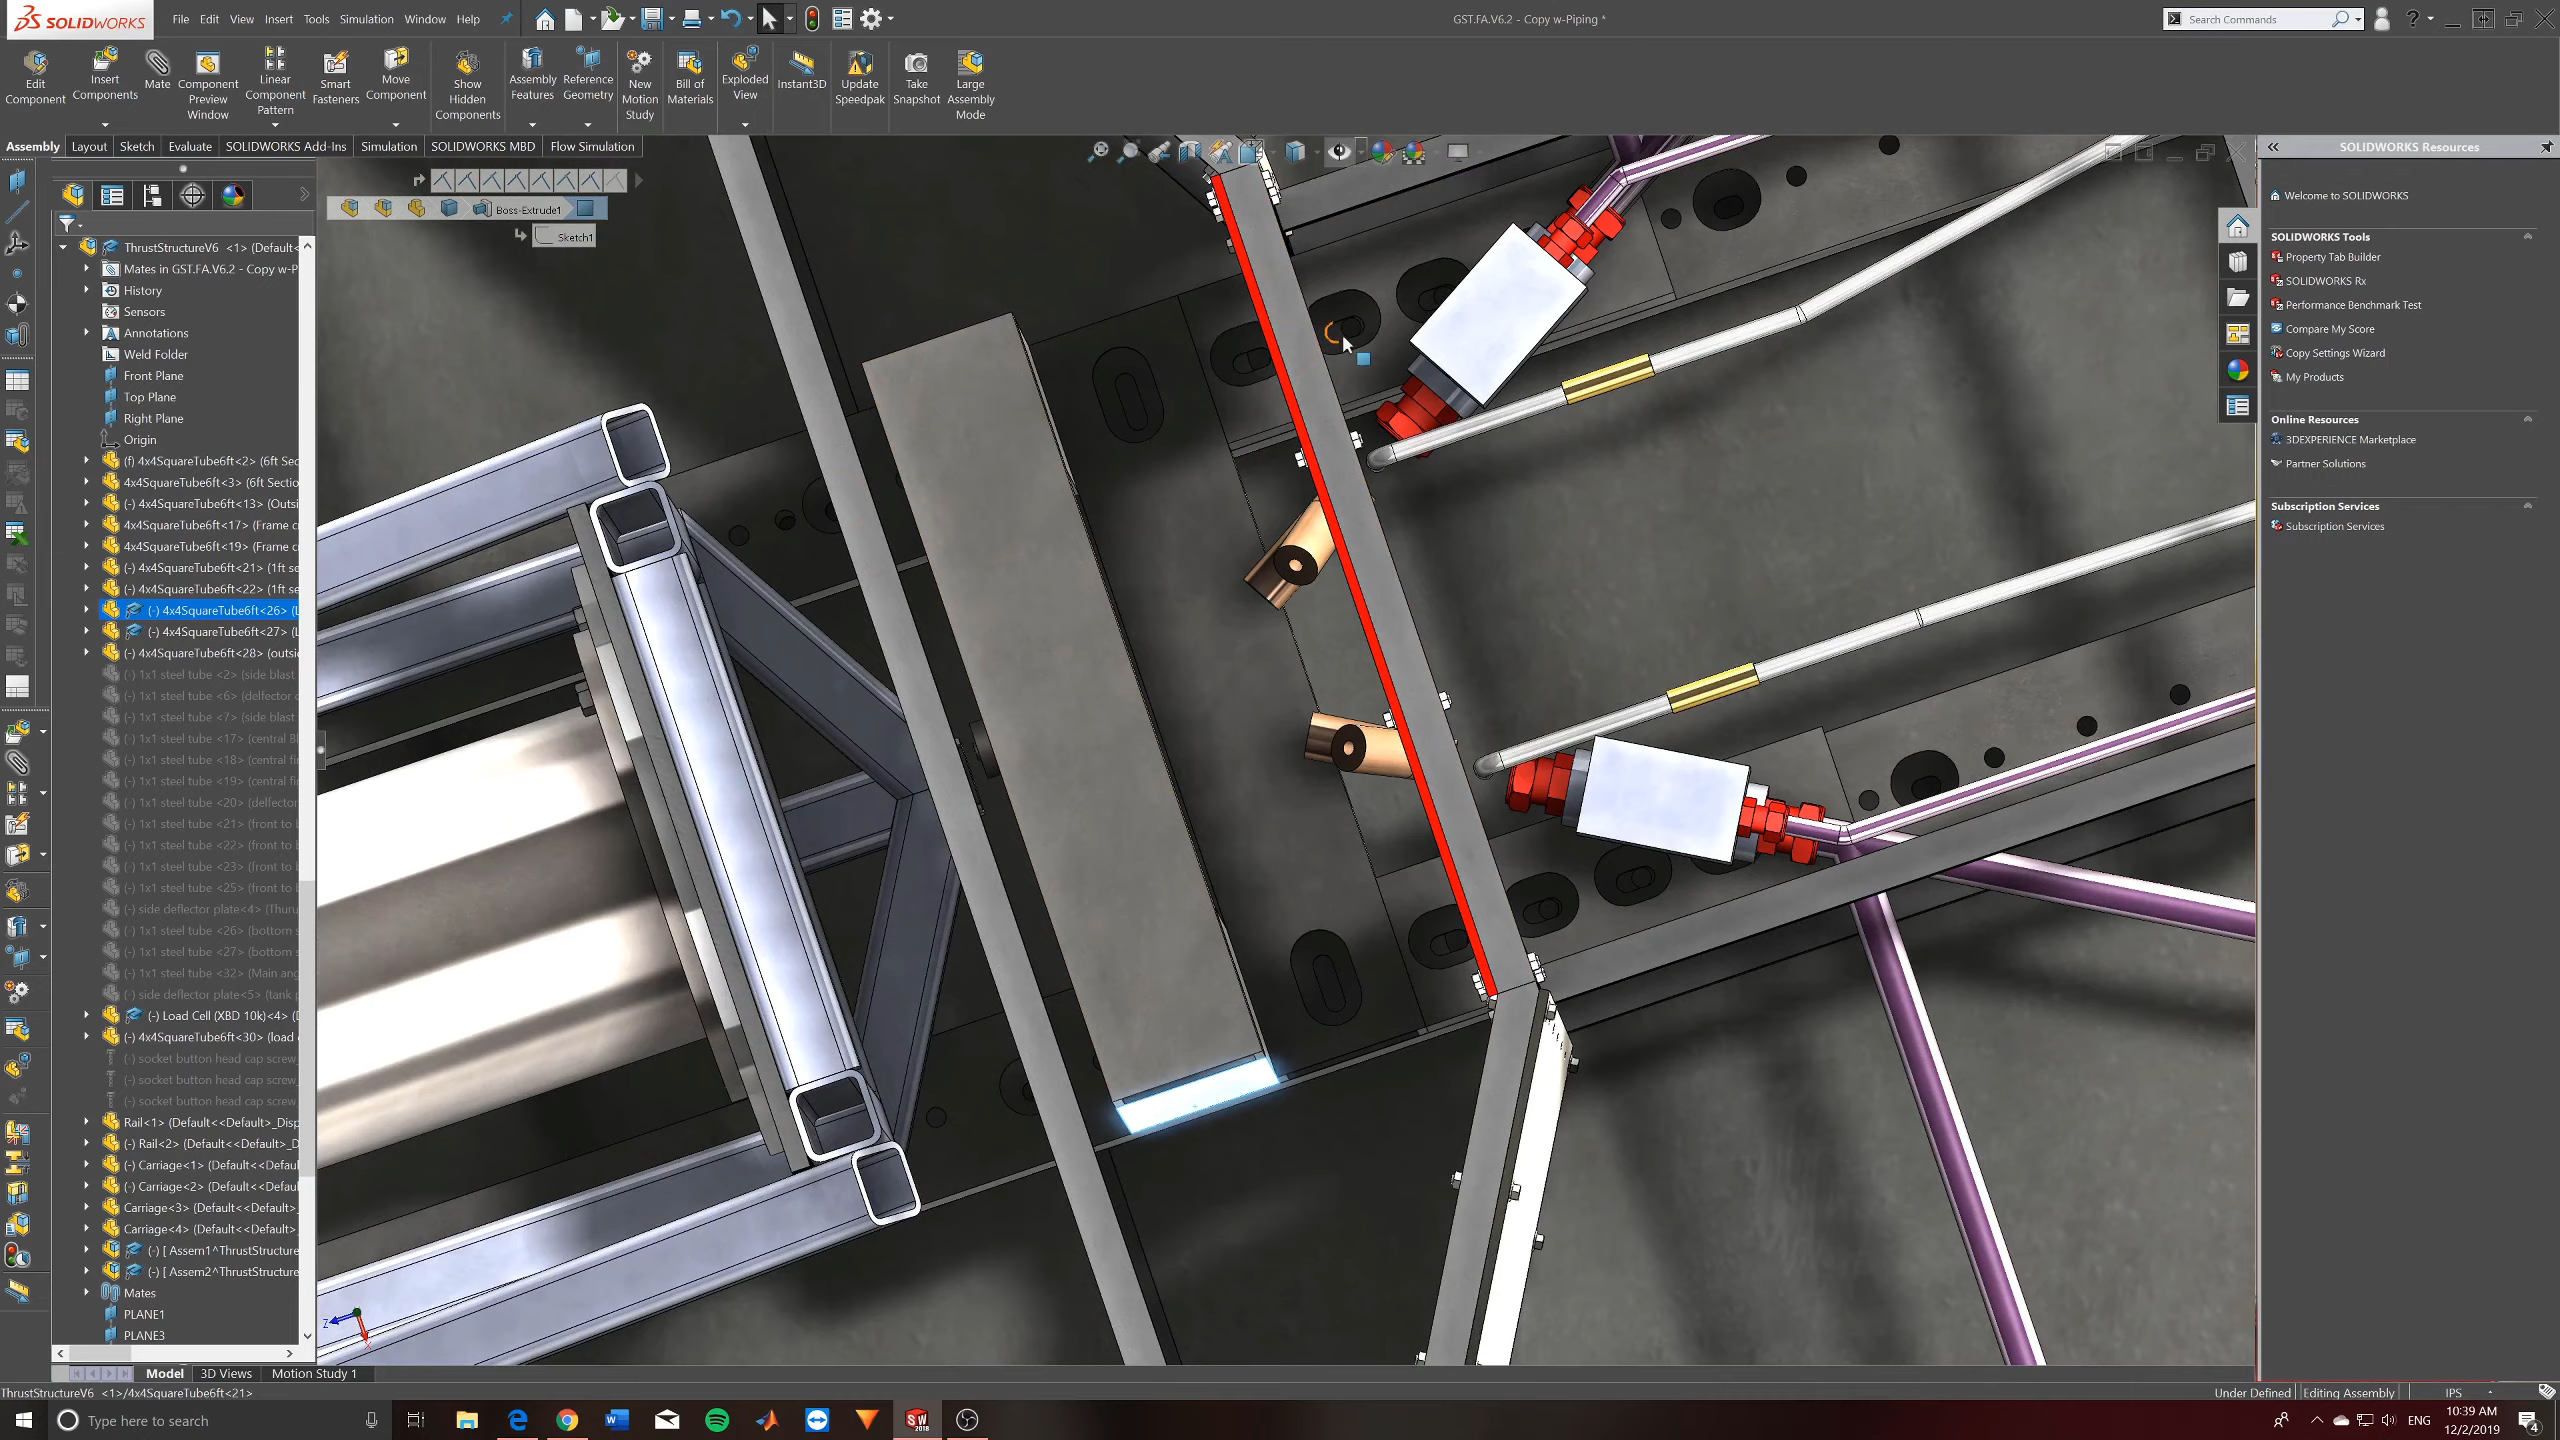 SOLIDWORKS File Edit View Insert Tools Simulation Window Help
GST.FA.V6.2 - Copy w-Piping *
Search Commands
Edit Component
Insert Components
Mate
Component Preview Window
Linear Component Pattern
Smart Fasteners
Move Component
Show Hidden Components
Assembly Features
Reference Geometry
New Motion Study
Bill of Materials
Exploded View
Instant3D
Update Speedpak
Take Snapshot
Large Assembly Mode
Assembly Layout Sketch Evaluate SOLIDWORKS Add-Ins Simulation SOLIDWORKS MBD Flow Simulation
Boss-Extrude1
Sketch1
ThrustStructureV6 <1> (Default<
Mates in GST.FA.V6.2 - Copy w-P
History
Sensors
Annotations
Weld Folder
Front Plane
Top Plane
Right Plane
Origin
(f) 4x4SquareTube6ft<2> (6ft Sec
4x4SquareTube6ft<3> (6ft Sectio
(-) 4x4SquareTube6ft<13> (Outsi
4x4SquareTube6ft<17> (Frame cr
4x4SquareTube6ft<19> (Frame cr
(-) 4x4SquareTube6ft<21> (1ft se
(-) 4x4SquareTube6ft<22> (1ft se
(-) 4x4SquareTube6ft<26> (L
(-) 4x4SquareTube6ft<27> (L
(-) 4x4SquareTube6ft<28> (outsid
(-) 1x1 steel tube <2> (side blast
(-) 1x1 steel tube <6> (deflector c
(-) 1x1 steel tube <7> (side blast
(-) 1x1 steel tube <17> (central Bl
(-) 1x1 steel tube <18> (central fi
(-) 1x1 steel tube <19> (central fi
(-) 1x1 steel tube <20> (delfector
(-) 1x1 steel tube <21> (front to b
(-) 1x1 steel tube <22> (front to b
(-) 1x1 steel tube <23> (front to b
(-) 1x1 steel tube <25> (front to b
(-) side deflector plate<4> (Thuru
(-) 1x1 steel tube <26> (bottom s
(-) 1x1 steel tube <27> (bottom s
(-) 1x1 steel tube <32> (Main ang
(-) side deflector plate<5> (tank p
(-) Load Cell (XBD 10k)<4> (D
(-) 4x4SquareTube6ft<30> (load c
(-) socket button head cap screw_
(-) socket button head cap screw_
(-) socket button head cap screw_
Rail<1> (Default<<Default>_Disp
(-) Rail<2> (Default<<Default>_D
(-) Carriage<1> (Default<<Defaul
(-) Carriage<2> (Default<<Defaul
Carriage<3> (Default<<Default>_
Carriage<4> (Default<<Default>_
(-) [ Assem1^ThrustStructure
(-) [ Assem2^ThrustStructure
Mates
PLANE1
PLANE3
Z
X
SOLIDWORKS Resources
Welcome to SOLIDWORKS
SOLIDWORKS Tools
Property Tab Builder
SOLIDWORKS Rx
Performance Benchmark Test
Compare My Score
Copy Settings Wizard
My Products
Online Resources
3DEXPERIENCE Marketplace
Partner Solutions
Subscription Services
Subscription Services
Model 3D Views Motion Study 1
ThrustStructureV6 <1>/4x4SquareTube6ft<21>
Under Defined Editing Assembly IPS
Type here to search
ENG
10:39 AM
12/2/2019
4